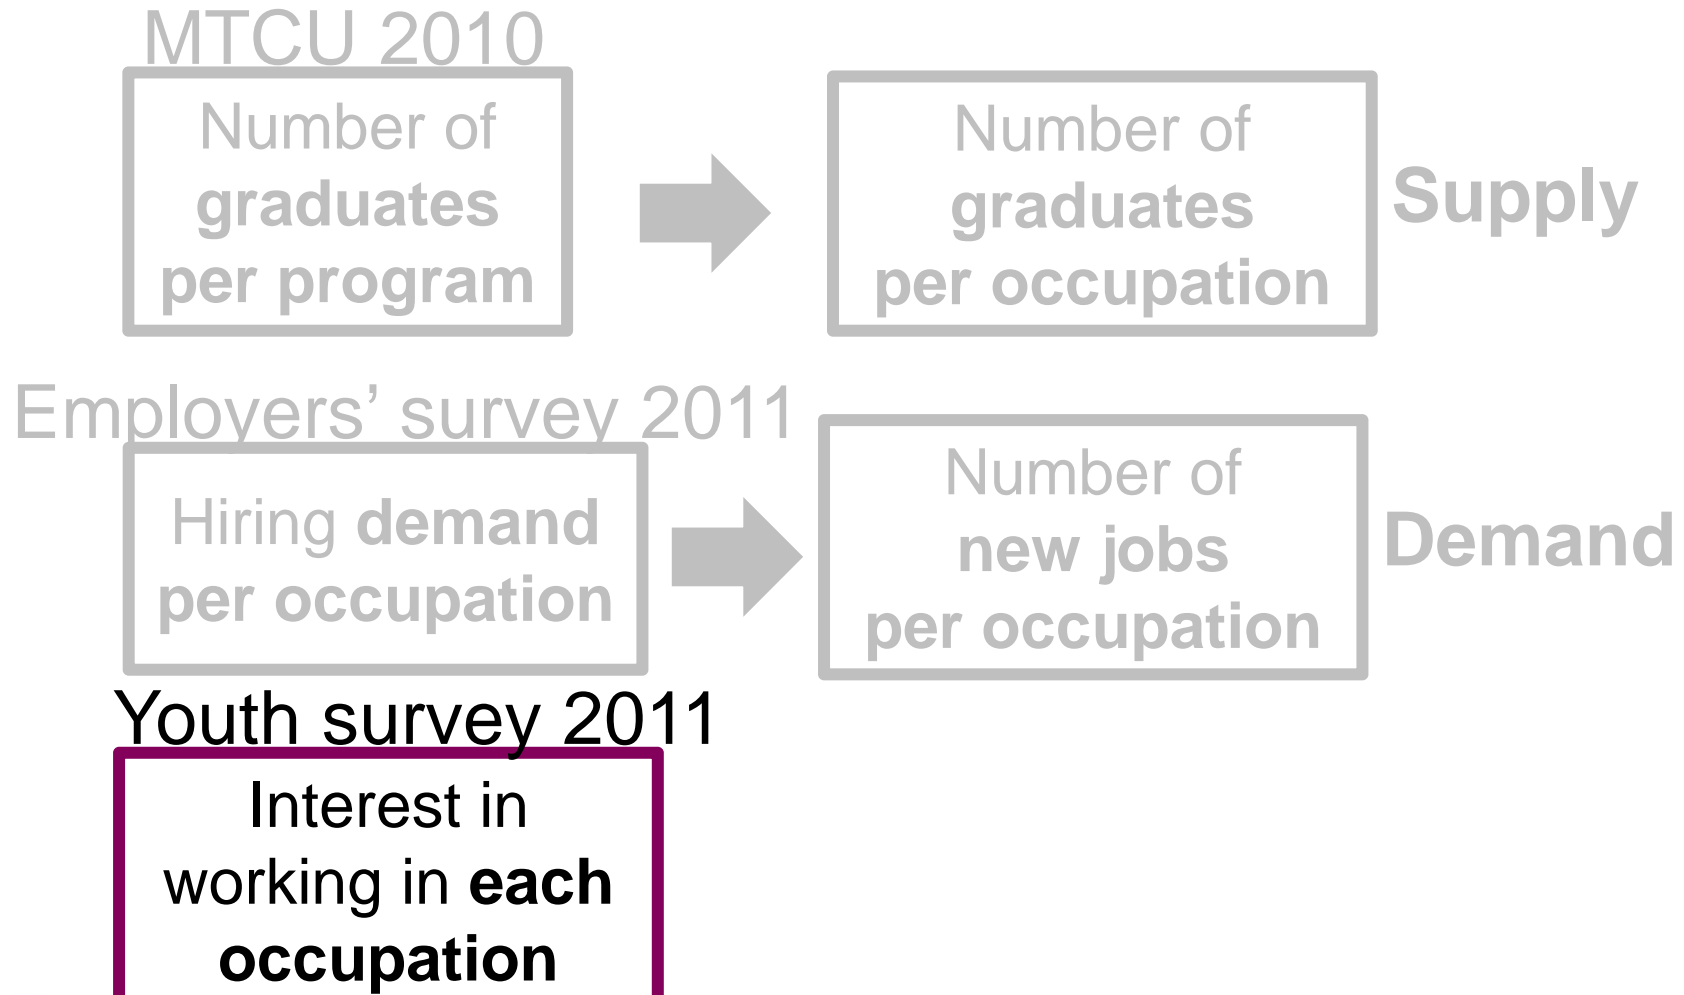 MTCU 2010
Number of
graduates
per program
Number of
graduates
per occupation
Supply
Employers’ survey 2011
Hiring demand
per occupation
Number of
new jobs
per occupation
Demand
Youth survey 2011
Interest in
working in each
occupation